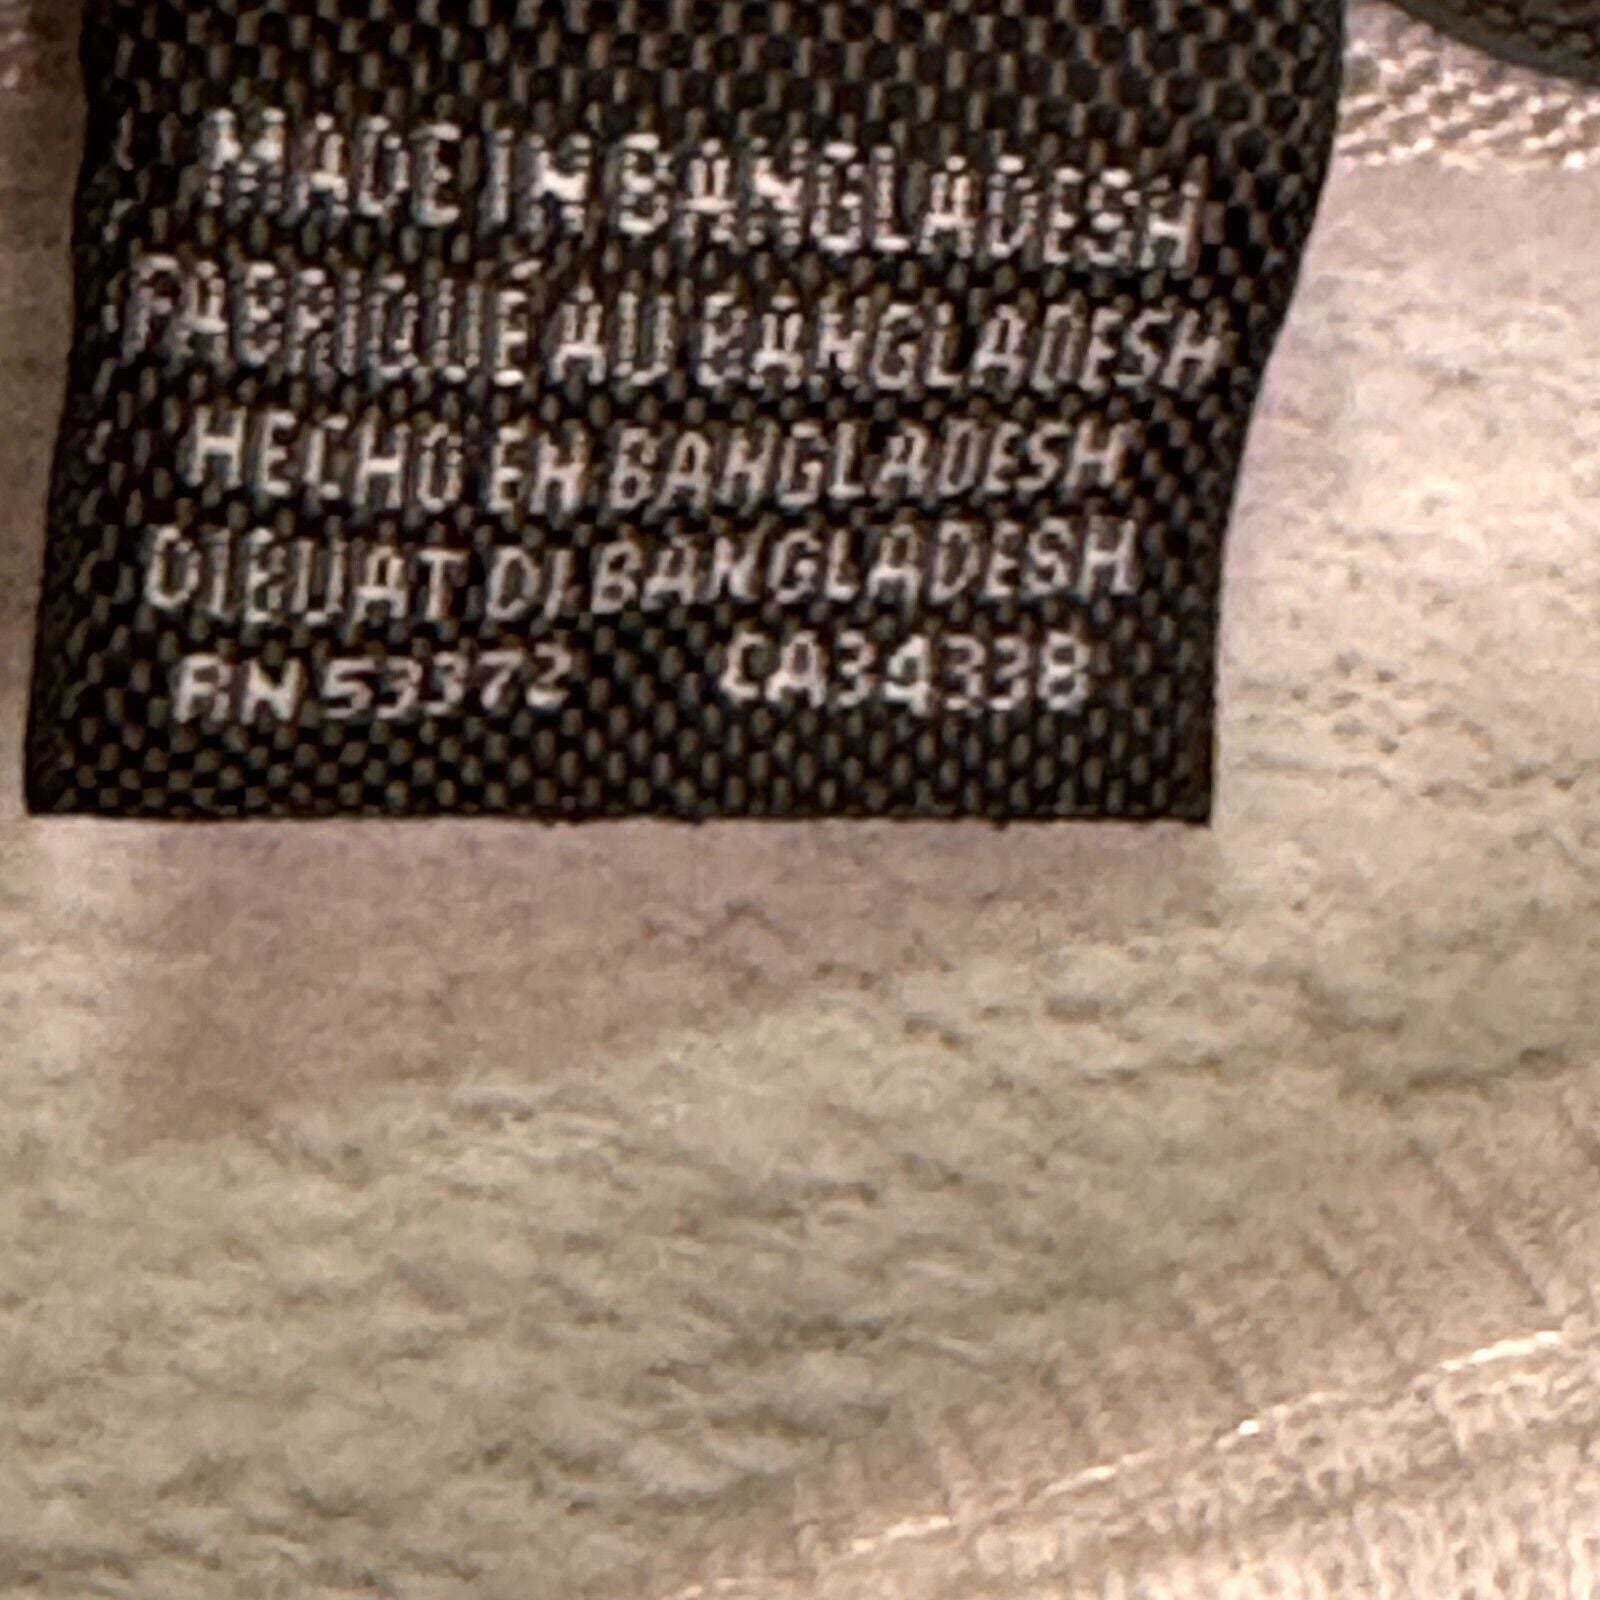 MADE IN BANGLADESH
FABRIQUÉ AU BANGLADESH
HECHO EN BANGLADESH
DIBUAT DI BANGLADESH
RN 53372 CA34338